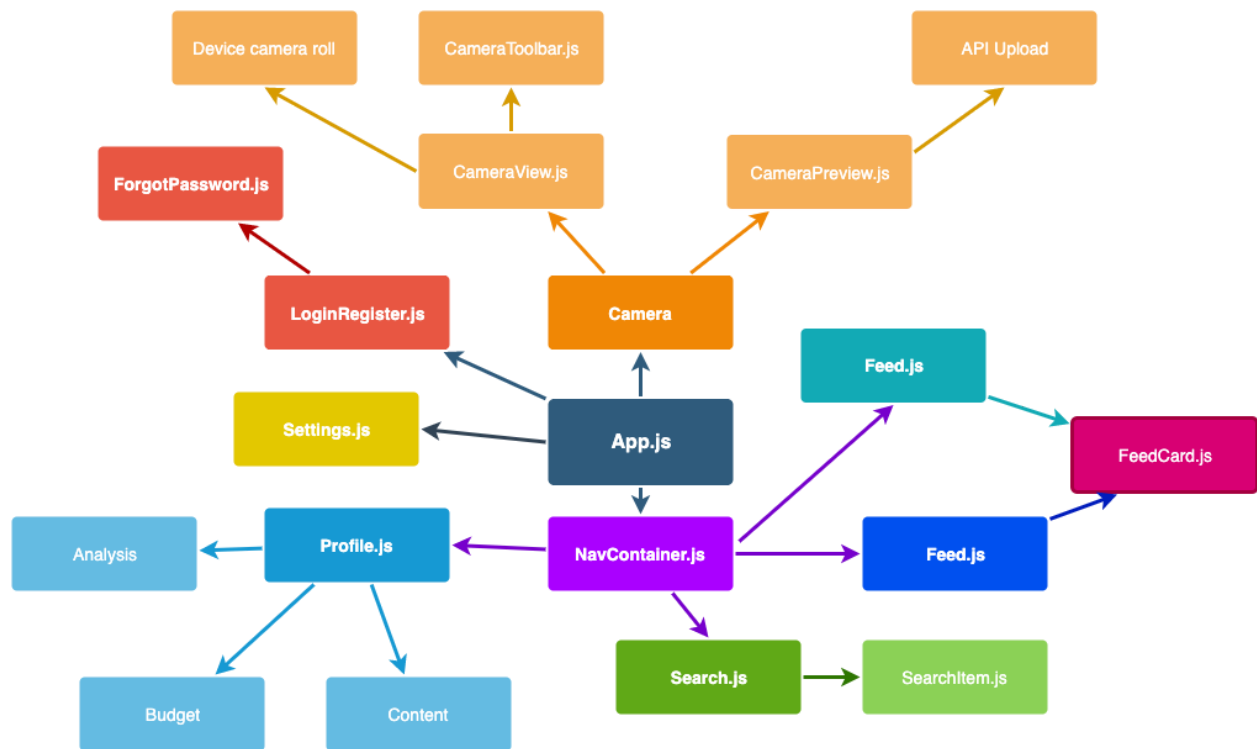 Device camera roll
CameraToolbar.js
API Upload
CameraView.js
CameraPreview.js
ForgotPassword.js
LoginRegister.js
Camera
Feed.js
Settings.js
App.js
FeedCard.js
Analysis
Profile.js
NavContainer.js
Feed.js
Search.js
SearchItem.js
Budget
Content